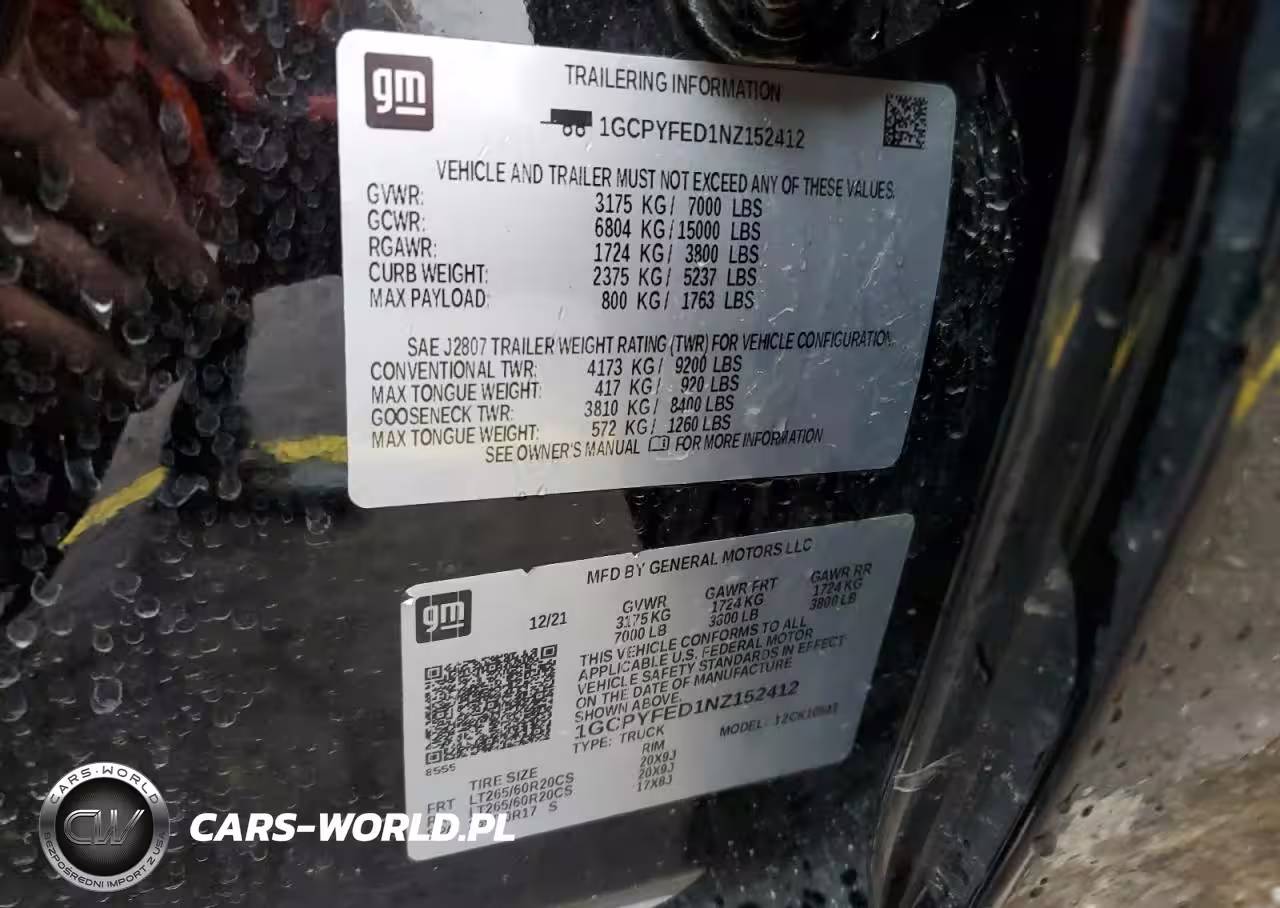 gm
TRAILERING INFORMATION
1GCPYFED1NZ152412
VEHICLE AND TRAILER MUST NOT EXCEED ANY OF THESE VALUES.
GVWR: 3175 KG/ 7000 LBS
GCWR: 6804 KG/ 15000 LBS
RGAWR: 1724 KG/ 3800 LBS
CURB WEIGHT: 2375 KG/ 5237 LBS
MAX PAYLOAD: 800 KG/ 1763 LBS
SAE J2807 TRAILER WEIGHT RATING (TWR) FOR VEHICLE CONFIGURATION.
CONVENTIONAL TWR: 4173 KG/ 9200 LBS
MAX TONGUE WEIGHT: 417 KG/ 920 LBS
GOOSENECK TWR: 3810 KG/ 8400 LBS
MAX TONGUE WEIGHT: 572 KG/ 1260 LBS
SEE OWNER'S MANUAL FOR MORE INFORMATION
MFD BY GENERAL MOTORS LLC
gm
12/21
GVWR GAWR FRT GAWR RR
3175 KG 1724 KG 1724 KG
7000 LB 3800 LB 3800 LB
THIS VEHICLE CONFORMS TO ALL
APPLICABLE U.S. FEDERAL MOTOR
VEHICLE SAFETY STANDARDS IN EFFECT
ON THE DATE OF MANUFACTURE
SHOWN ABOVE.
1GCPYFED1NZ152412
TYPE: TRUCK MODEL:
8555
TIRE SIZE RIM
FRT LT265/60R20CS 20X9J
LT265/60R20CS 20X9J
R17 S 17X8J
CARS-WORLD
CW
BEZPOŚREDNI IMPORT Z USA
CARS-WORLD.PL